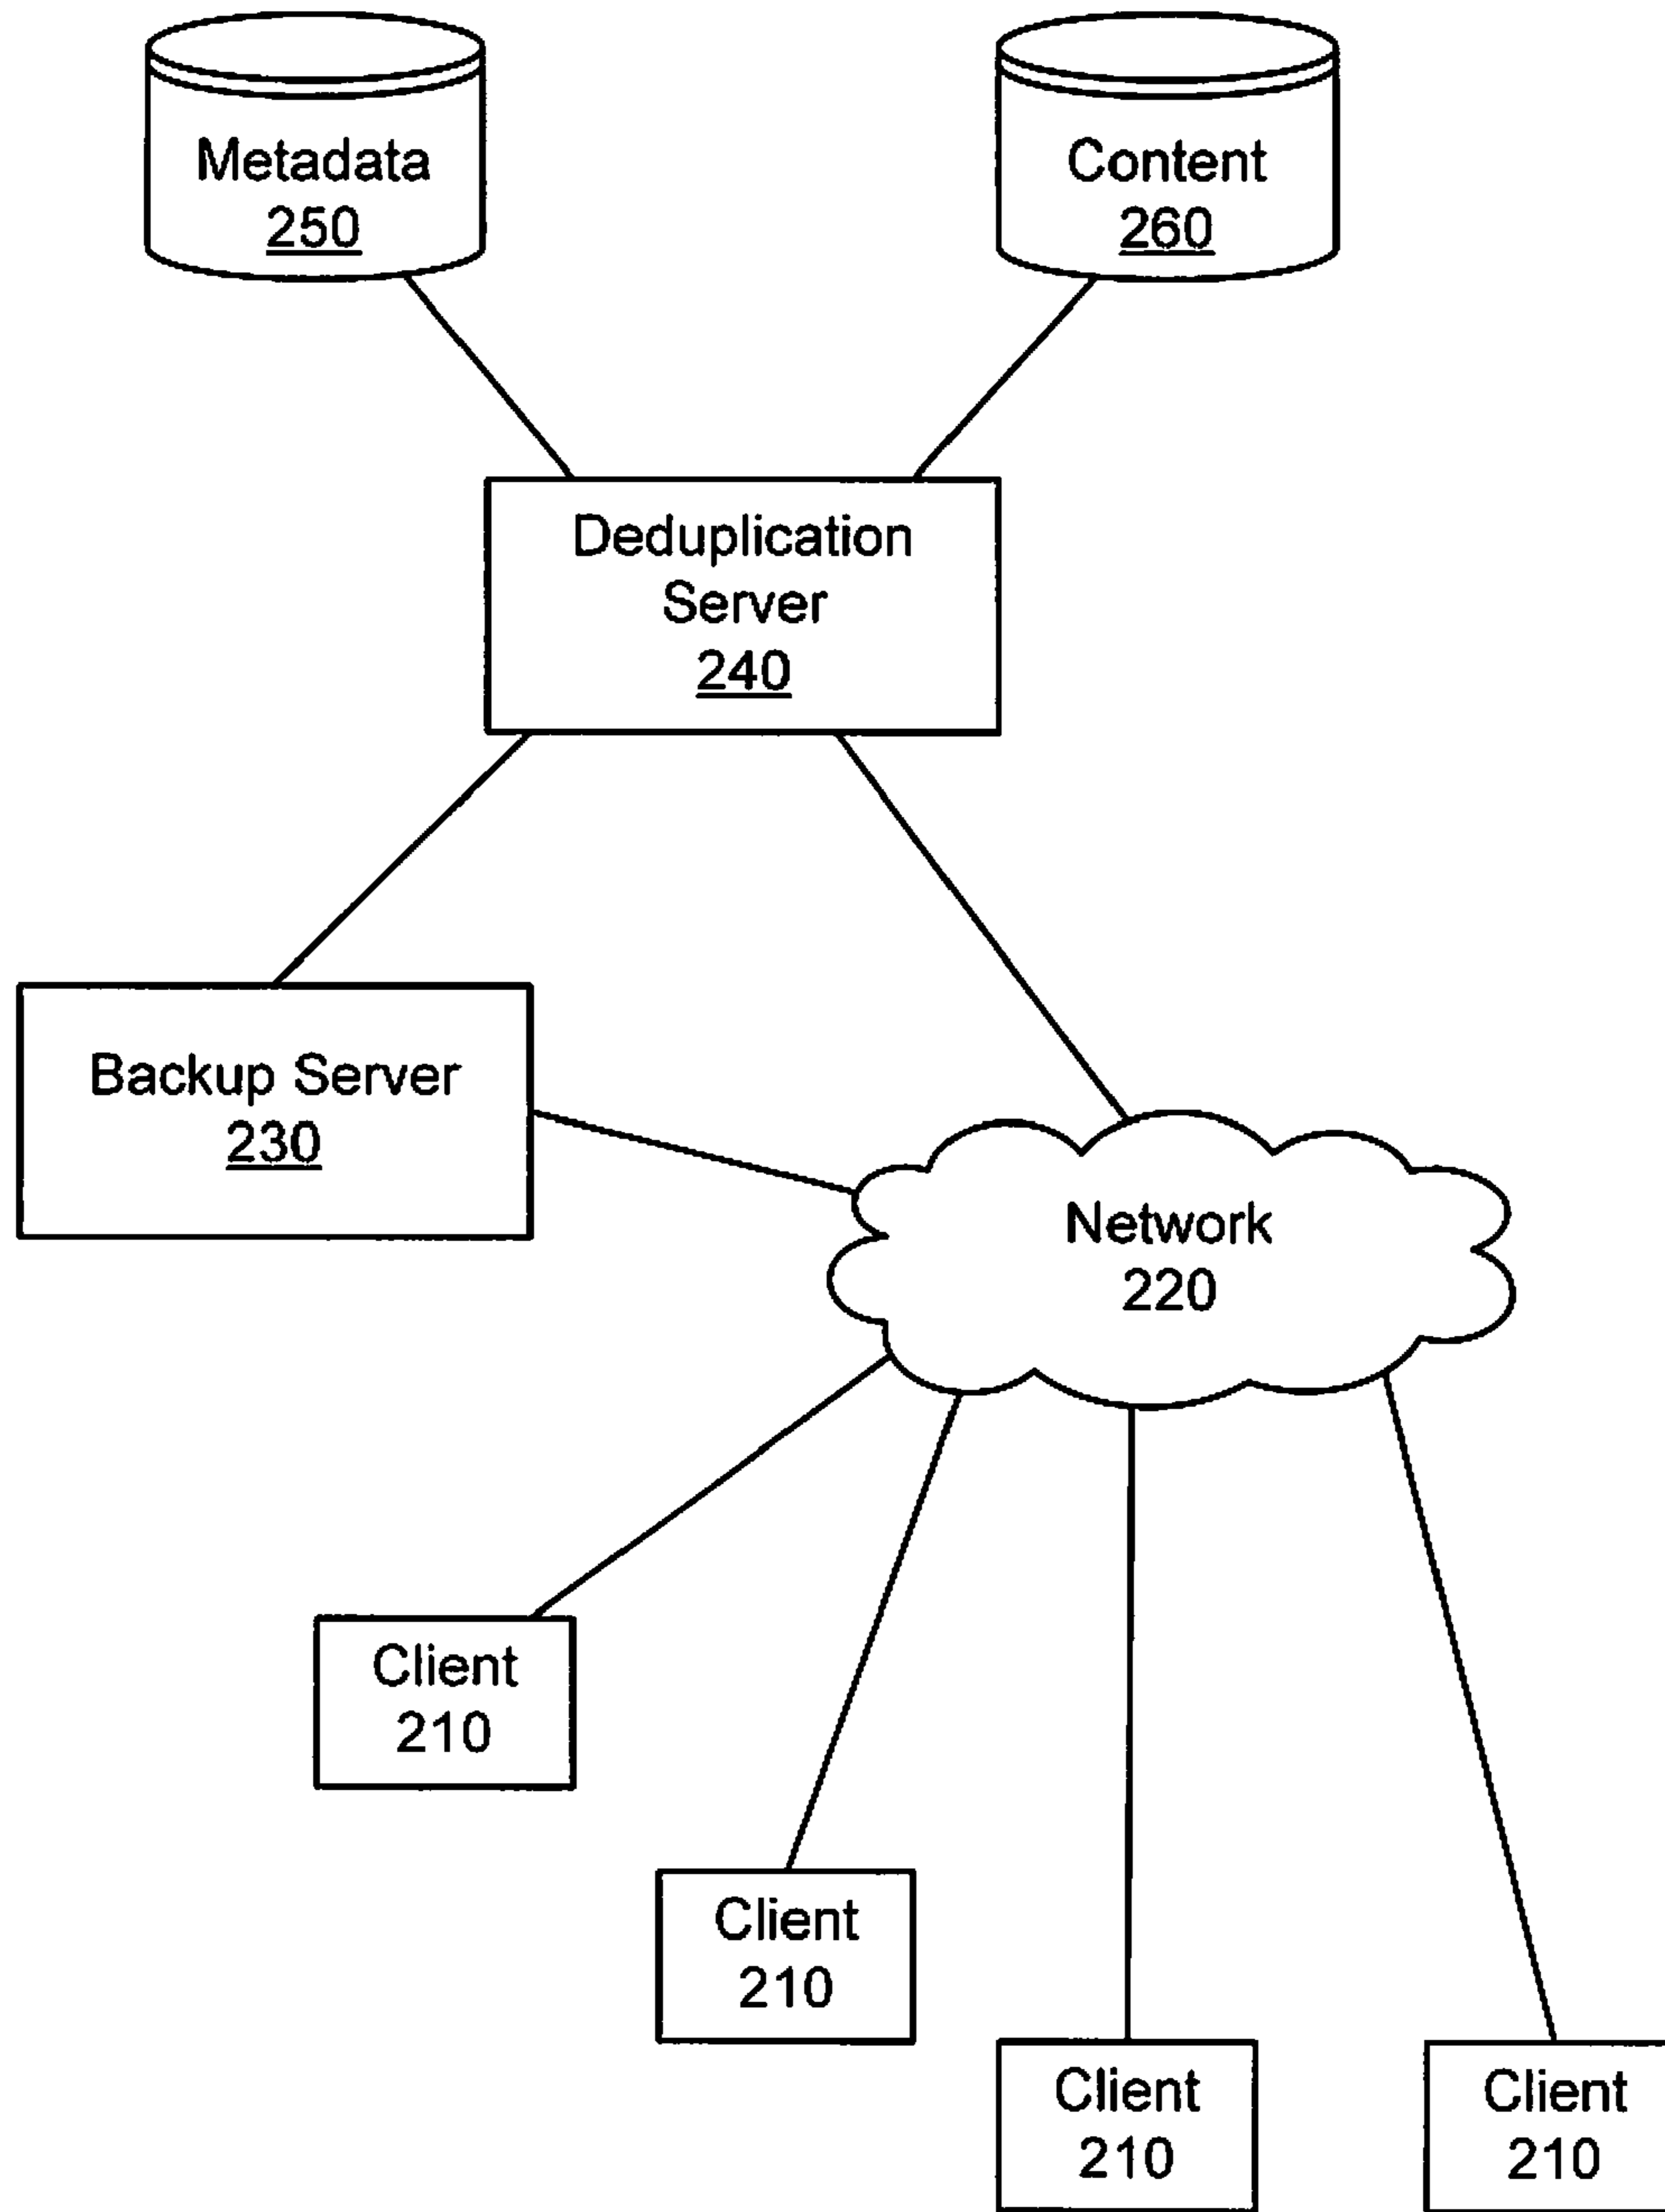 Metadata
250
Content
260
Deduplication
Server
240
Backup Server
230
Network
220
Client
210
Client
210
Client
210
Client
210